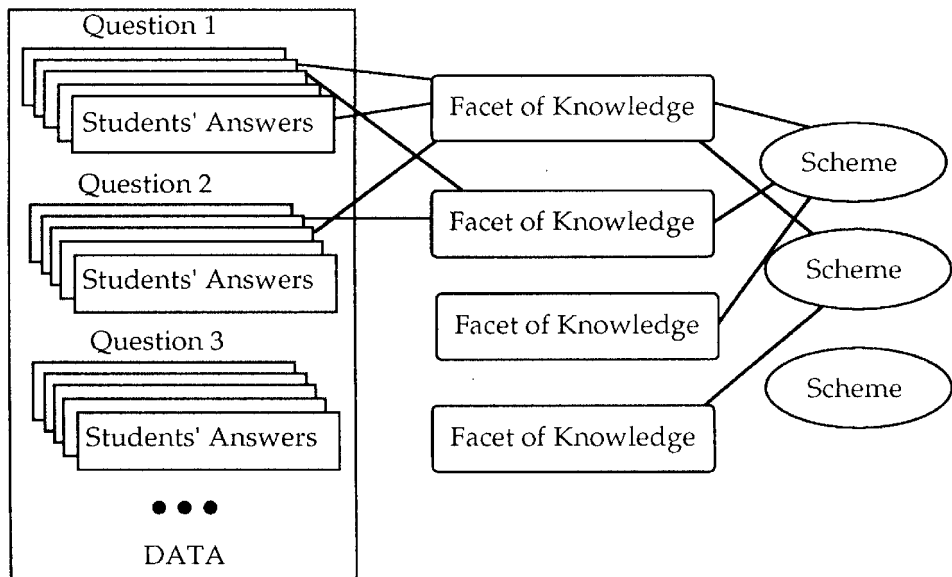 Question 1
Students' Answers
Question 2
Students' Answers
Question 3
Students' Answers
DATA
Facet of Knowledge
Facet of Knowledge
Facet of Knowledge
Facet of Knowledge
Scheme
Scheme
Scheme